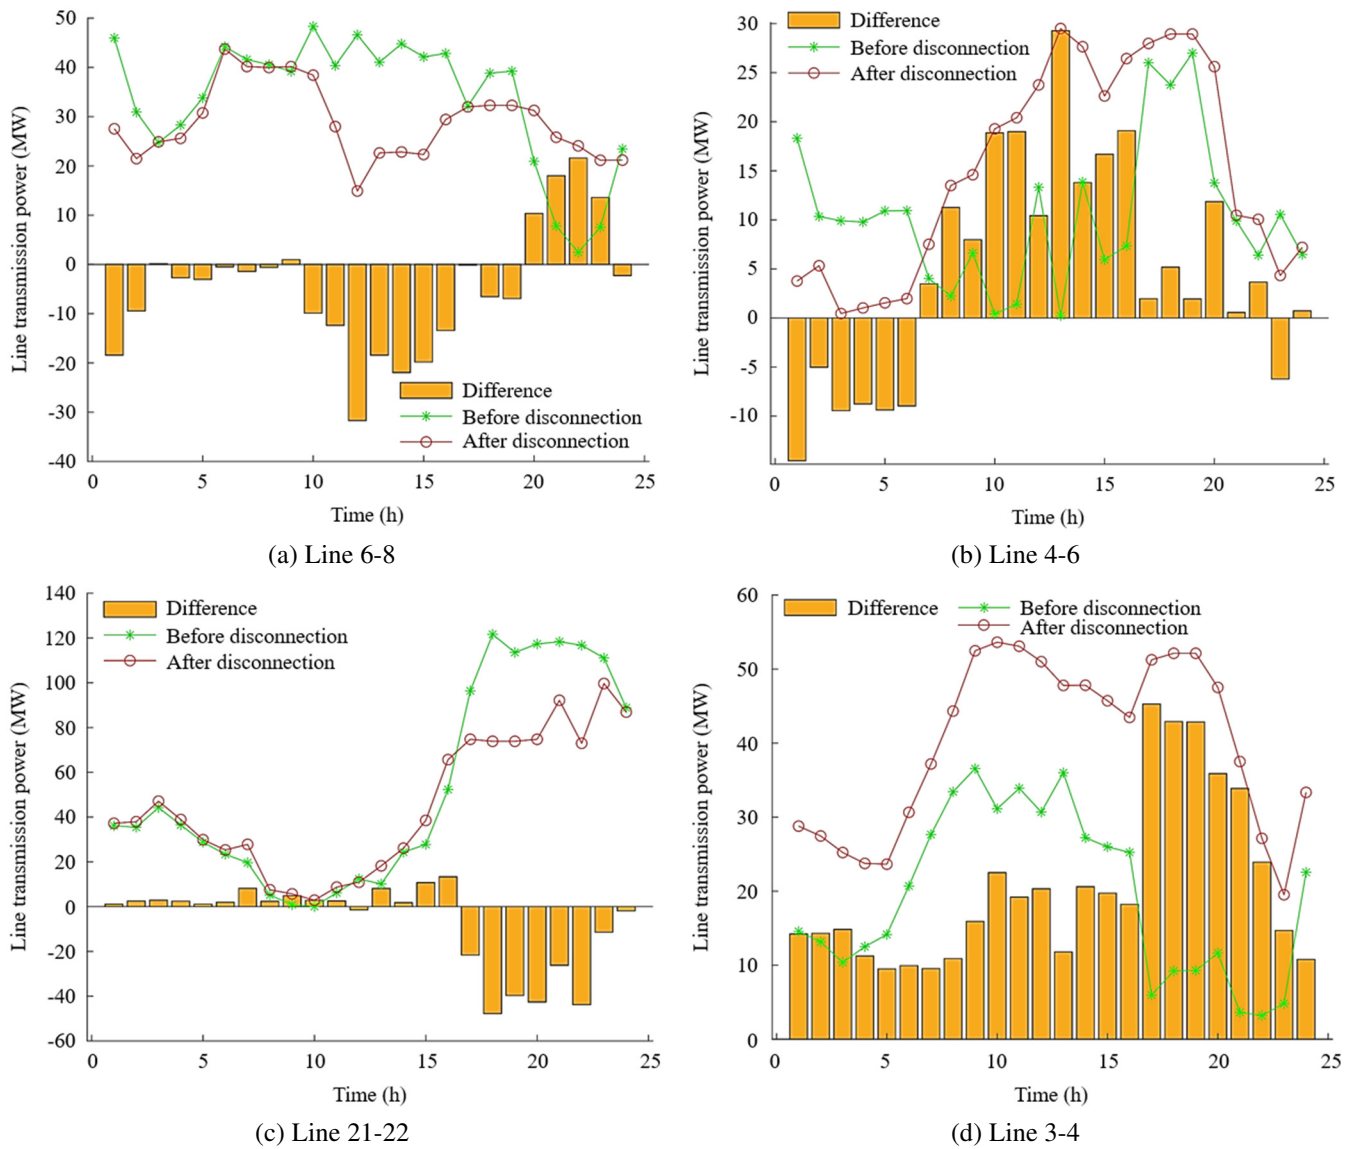 50
40
30
20
10
0
-10
-20
-30
-40
Line transmission power (MW)
Difference
Before disconnection
After disconnection
0 5 10 15 20 25
Time (h)
(a) Line 6-8
30
25
20
15
10
5
0
-5
-10
Line transmission power (MW)
Difference
Before disconnection
After disconnection
0 5 10 15 20 25
Time (h)
(b) Line 4-6
140
120
100
80
60
40
20
0
-20
-40
-60
Line transmission power (MW)
Difference
Before disconnection
After disconnection
0 5 10 15 20 25
Time (h)
(c) Line 21-22
60
50
40
30
20
10
0
Line transmission power (MW)
Difference
Before disconnection
After disconnection
0 5 10 15 20 25
Time (h)
(d) Line 3-4